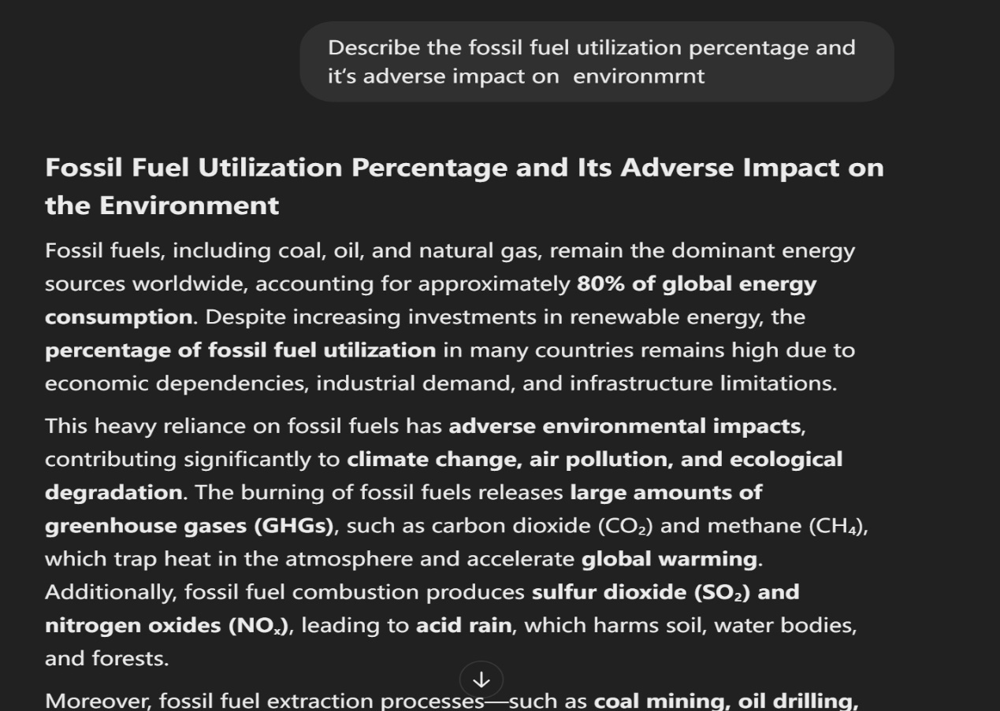 Describe the fossil fuel utilization percentage and
it's adverse impact on  environmrnt
Fossil Fuel Utilization Percentage and Its Adverse Impact on
the Environment
Fossil fuels, including coal, oil, and natural gas, remain the dominant energy
sources worldwide, accounting for approximately 80% of global energy
consumption. Despite increasing investments in renewable energy, the
percentage of fossil fuel utilization in many countries remains high due to
economic dependencies, industrial demand, and infrastructure limitations.
This heavy reliance on fossil fuels has adverse environmental impacts,
contributing significantly to climate change, air pollution, and ecological
degradation. The burning of fossil fuels releases large amounts of
greenhouse gases (GHGs), such as carbon dioxide (CO₂) and methane (CH₄),
which trap heat in the atmosphere and accelerate global warming.
Additionally, fossil fuel combustion produces sulfur dioxide (SO₂) and
nitrogen oxides (NOₓ), leading to acid rain, which harms soil, water bodies,
and forests.
Moreover, fossil fuel extraction processes—such as coal mining, oil drilling,